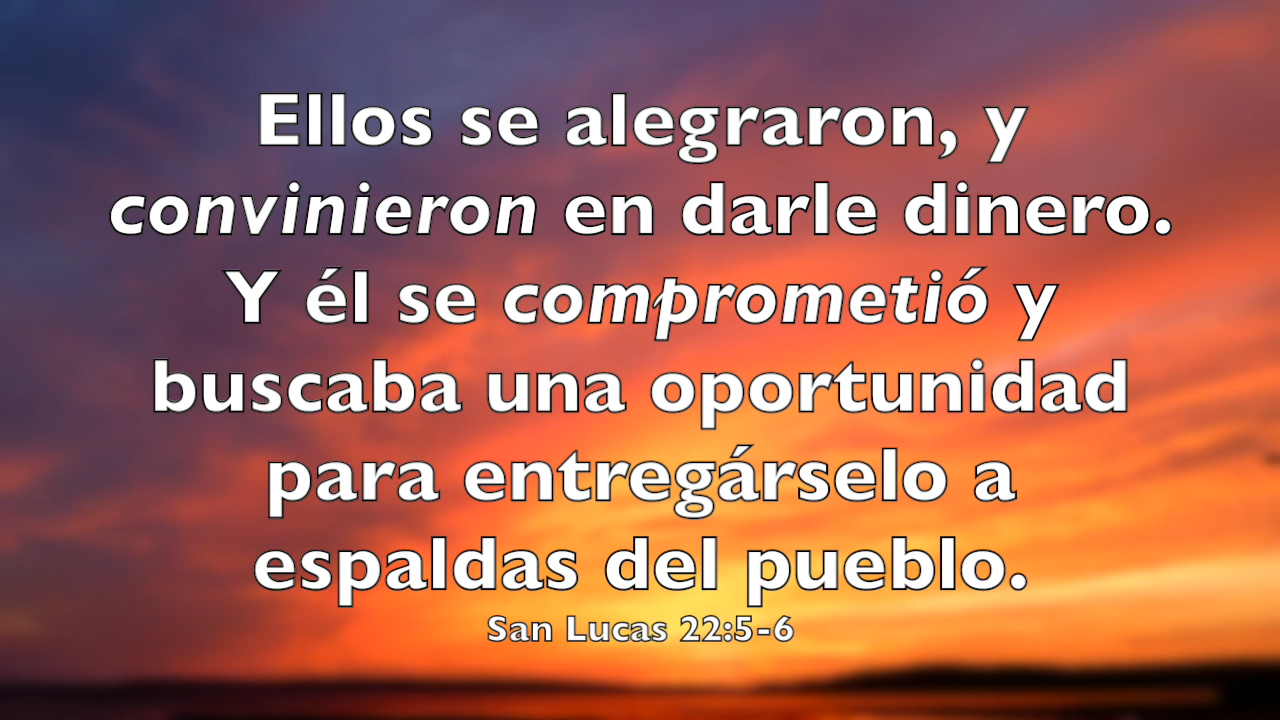 Ellos se alegraron, y
convinieron en darle dinero.
Y él se comprometió y
buscaba una oportunidad
para entregárselo a
espaldas del pueblo.
San Lucas 22:5-6